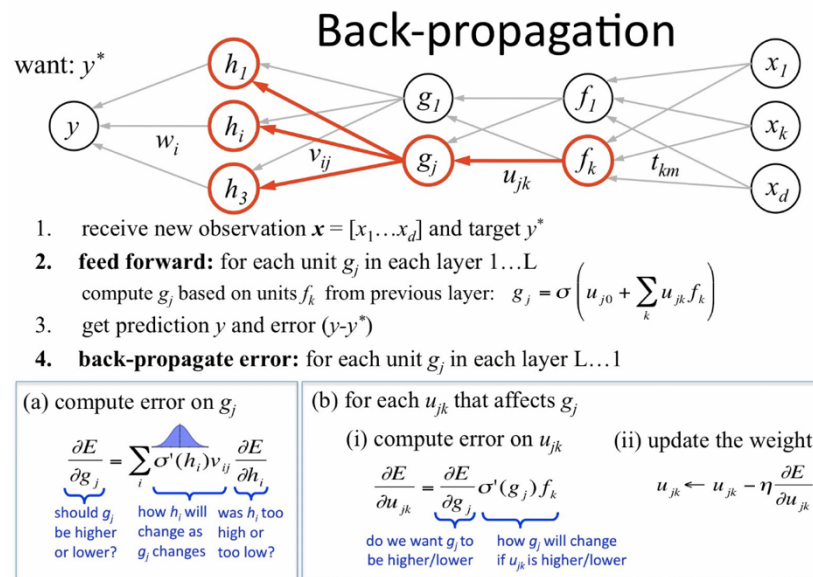 Back-propagation
want: y*
h₁
x₁
g₁
f₁
y
hᵢ
xₖ
wᵢ
vᵢⱼ
gⱼ
fₖ
tₖₘ
h₃
uⱼₖ
x_d
1. receive new observation x = [x₁…x_d] and target y*
2. feed forward: for each unit gⱼ in each layer 1…L
compute gⱼ based on units fₖ from previous layer: gⱼ = σ(uⱼ₀ + ∑ₖ uⱼₖfₖ)
3. get prediction y and error (y-y*)
4. back-propagate error: for each unit gⱼ in each layer L…1
(a) compute error on gⱼ
∂E/∂gⱼ = ∑ᵢ σ'(hᵢ)vᵢⱼ ∂E/∂hᵢ
should gⱼ be higher or lower?
how hᵢ will change as gⱼ changes
was hᵢ too high or too low?
(b) for each uⱼₖ that affects gⱼ
(i) compute error on uⱼₖ
∂E/∂uⱼₖ = ∂E/∂gⱼ σ'(gⱼ)fₖ
do we want gⱼ to be higher/lower
how gⱼ will change if uⱼₖ is higher/lower
(ii) update the weight
uⱼₖ ← uⱼₖ − η ∂E/∂uⱼₖ